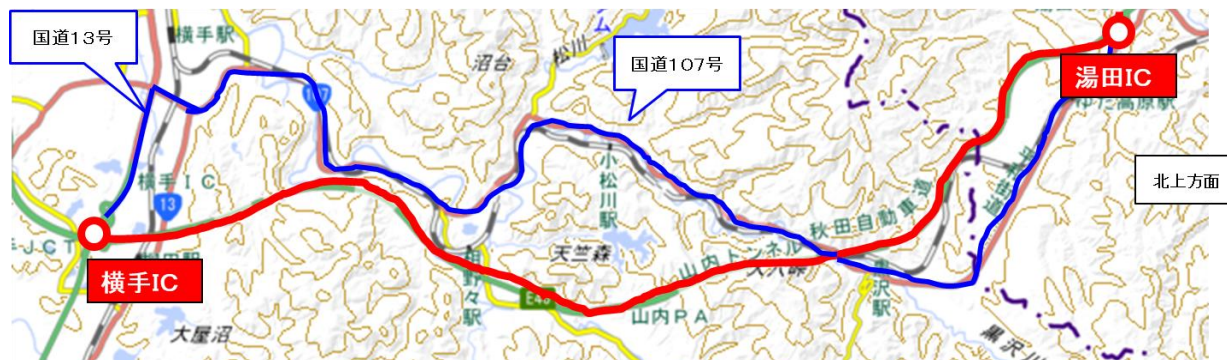 国道13号
横手駅
沼台
松川
国道107号
湯田IC
ゆだ高原駅
北上方面
横手IC
13
横手IC
小松川駅
秋田自動車道
山内トンネル
天竺森
相野々駅
黒沢駅
E46
山内PA
大屋沼
黒沢川